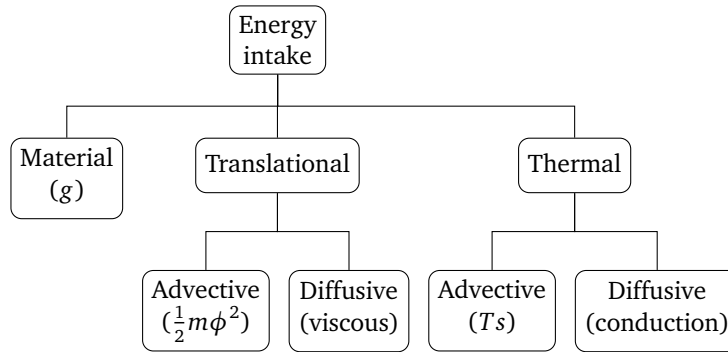 Energy
intake
Material
(g)
Translational
Thermal
Advective
(½mϕ²)
Diffusive
(viscous)
Advective
(Ts)
Diffusive
(conduction)